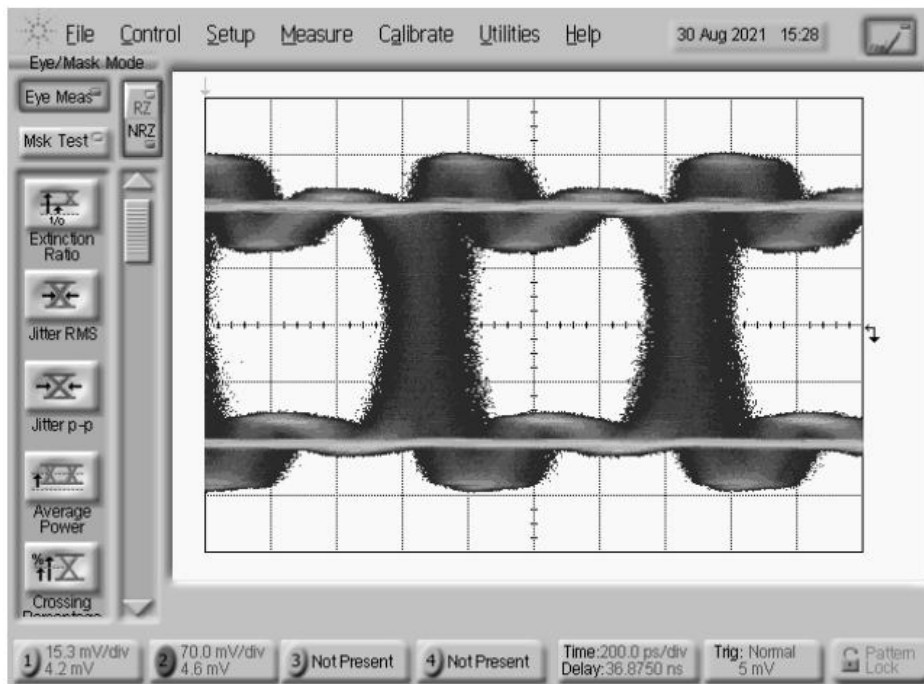 File Control Setup Measure Calibrate Utilities Help 30 Aug 2021 15:28
Eye/Mask Mode
Eye Meas
RZ
NRZ
Msk Test
1/0
Extinction
Ratio
Jitter RMS
Jitter p-p
Average
Power
%
Crossing
Percentage
1 15.3 mV/div
4.2 mV
2 70.0 mV/div
4.6 mV
3 Not Present
4 Not Present
Time:200.0 ps/div
Delay:36.8750 ns
Trig: Normal
5 mV
Pattern
Lock